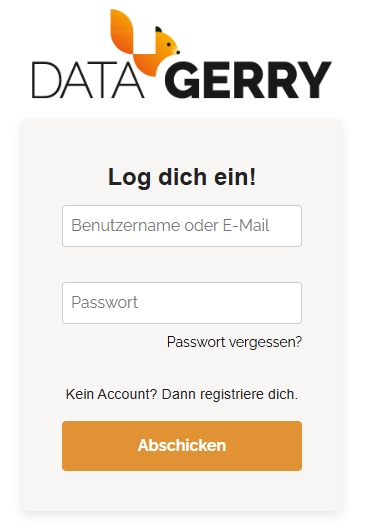 DATA GERRY
Log dich ein!
Benutzername oder E-Mail
Passwort
Passwort vergessen?
Kein Account? Dann registriere dich.
Abschicken